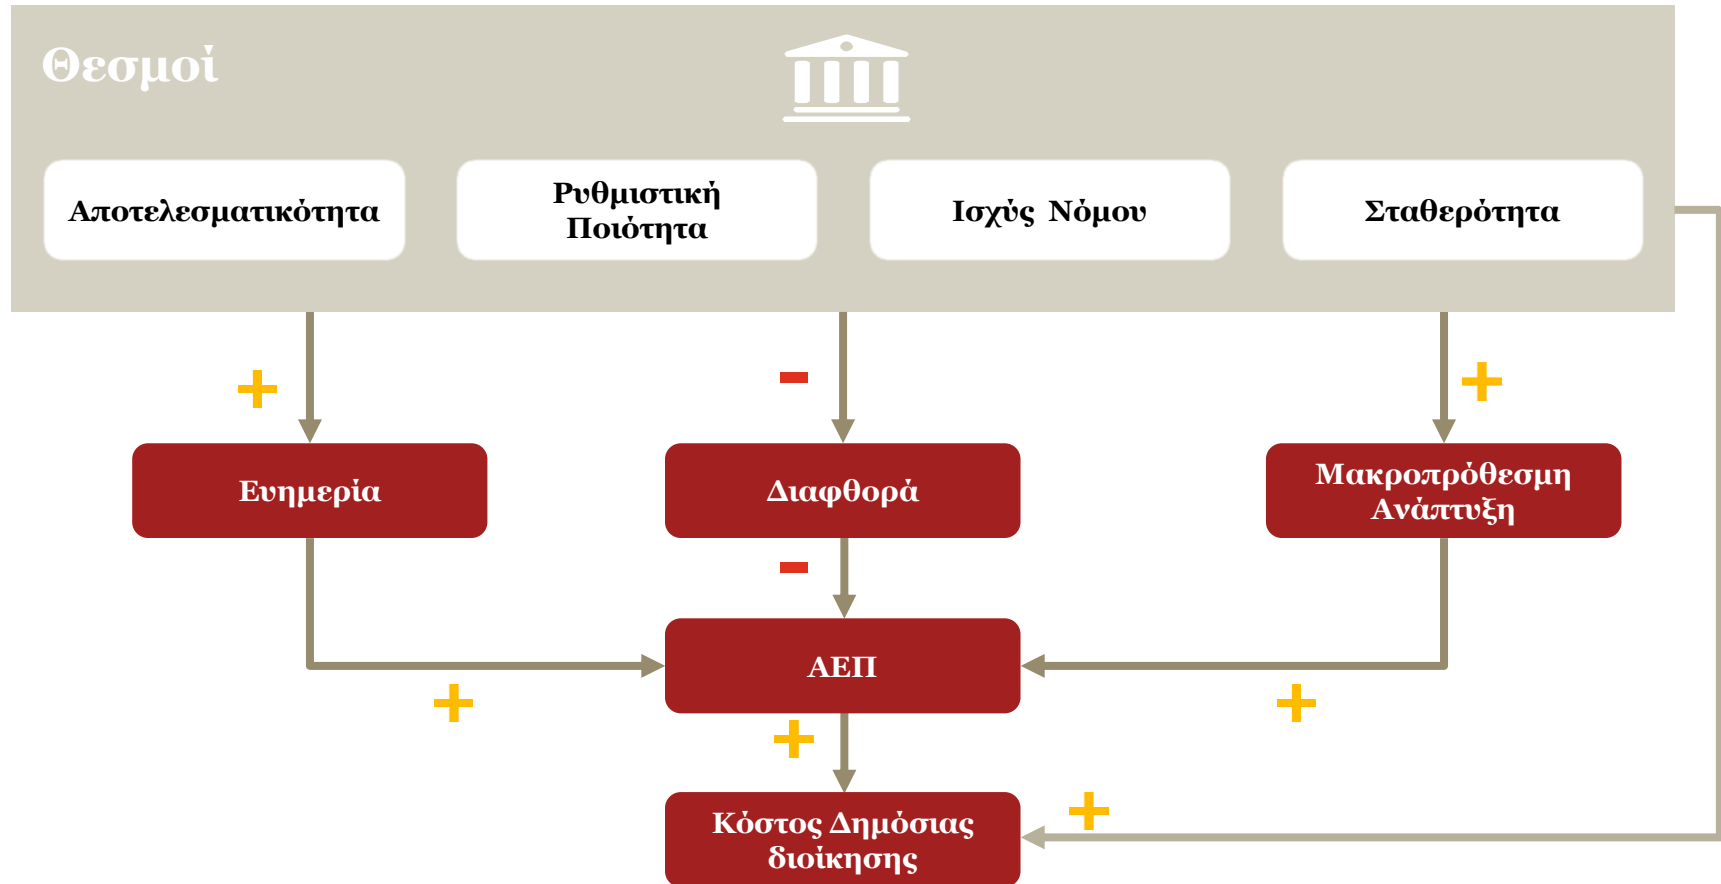 Θεσμοί
Αποτελεσματικότητα
Ρυθμιστική
Ποιότητα
Ισχύς Νόμου
Σταθερότητα
+
-
+
Ευημερία
Διαφθορά
Μακροπρόθεσμη
Ανάπτυξη
-
ΑΕΠ
+
+
+
Κόστος Δημόσιας
διοίκησης
+